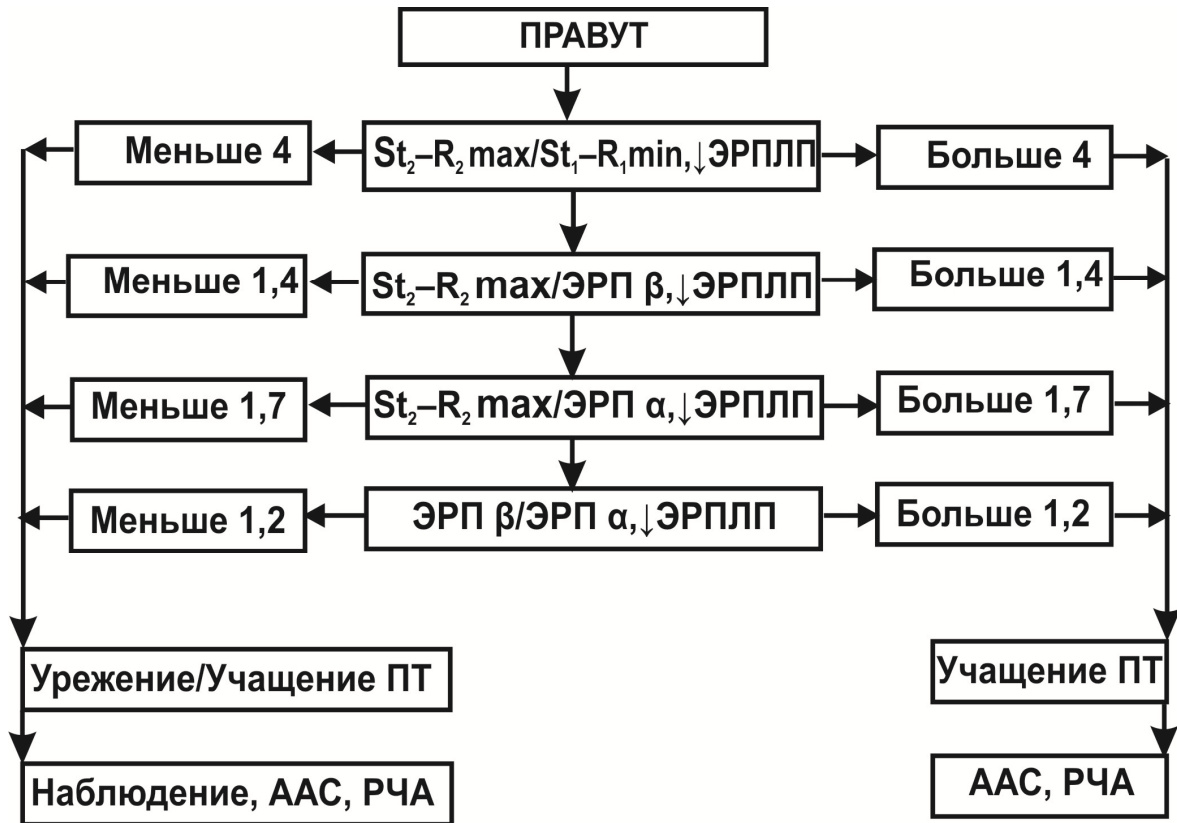 ПРАВУТ
Меньше 4
St₂–R₂ max/St₁–R₁min,↓ЭРПЛП
Больше 4
Меньше 1,4
St₂–R₂ max/ЭРП β,↓ЭРПЛП
Больше 1,4
Меньше 1,7
St₂–R₂ max/ЭРП α,↓ЭРПЛП
Больше 1,7
Меньше 1,2
ЭРП β/ЭРП α,↓ЭРПЛП
Больше 1,2
Урежение/Учащение ПТ
Учащение ПТ
Наблюдение, ААС, РЧА
ААС, РЧА